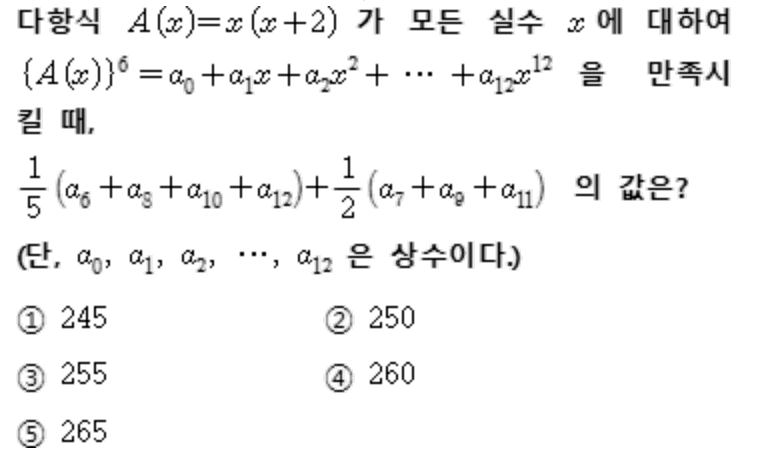 다항식 A(x)=x(x+2) 가 모든 실수 x 에 대하여
{A(x)}⁶ = a₀ + a₁x + a₂x² + ⋯ + a₁₂x¹² 을 만족시
킬 때,
1/5 (a₆ + a₈ + a₁₀ + a₁₂) + 1/2 (a₇ + a₉ + a₁₁) 의 값은?
(단, a₀, a₁, a₂, ⋯, a₁₂ 은 상수이다.)
① 245 ② 250
③ 255 ④ 260
⑤ 265